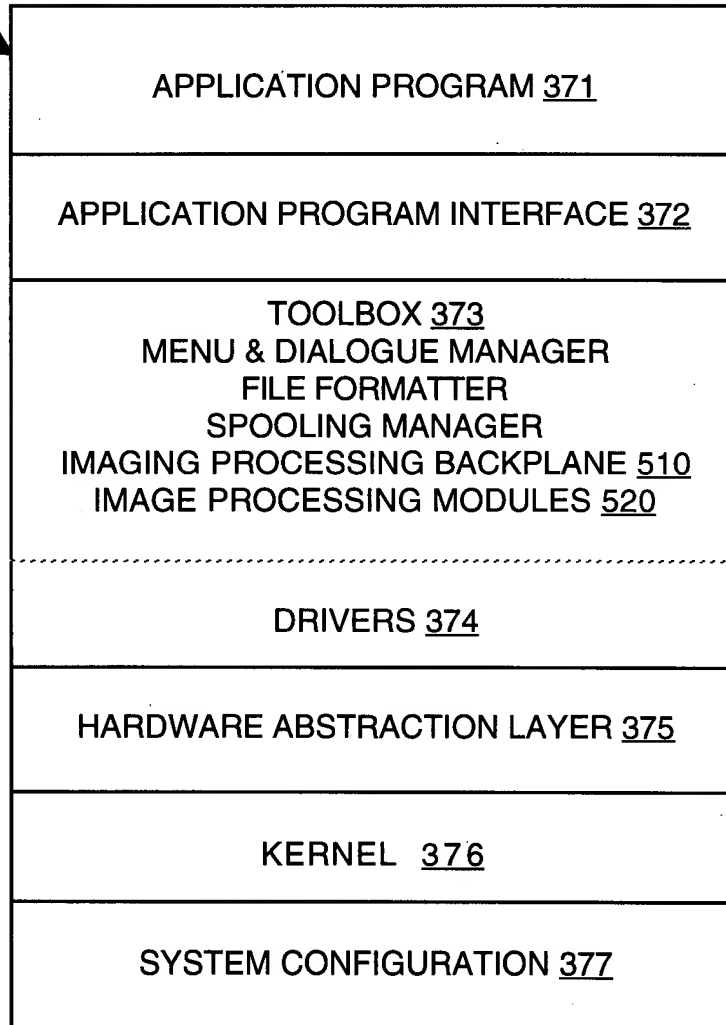 APPLICATION PROGRAM 371
APPLICATION PROGRAM INTERFACE 372
TOOLBOX 373
MENU & DIALOGUE MANAGER
FILE FORMATTER
SPOOLING MANAGER
IMAGING PROCESSING BACKPLANE 510
IMAGE PROCESSING MODULES 520
DRIVERS 374
HARDWARE ABSTRACTION LAYER 375
KERNEL 376
SYSTEM CONFIGURATION 377